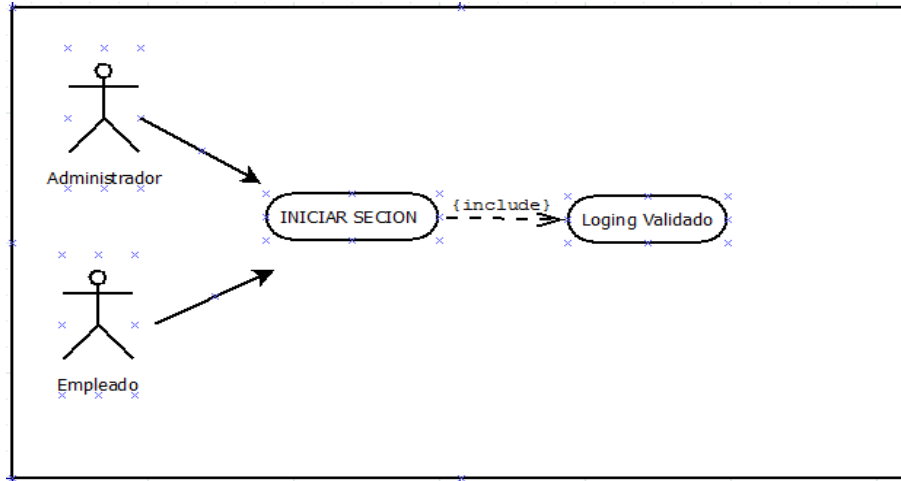 Administrador
INICIAR SECION
{include}
Loging Validado
Empleado